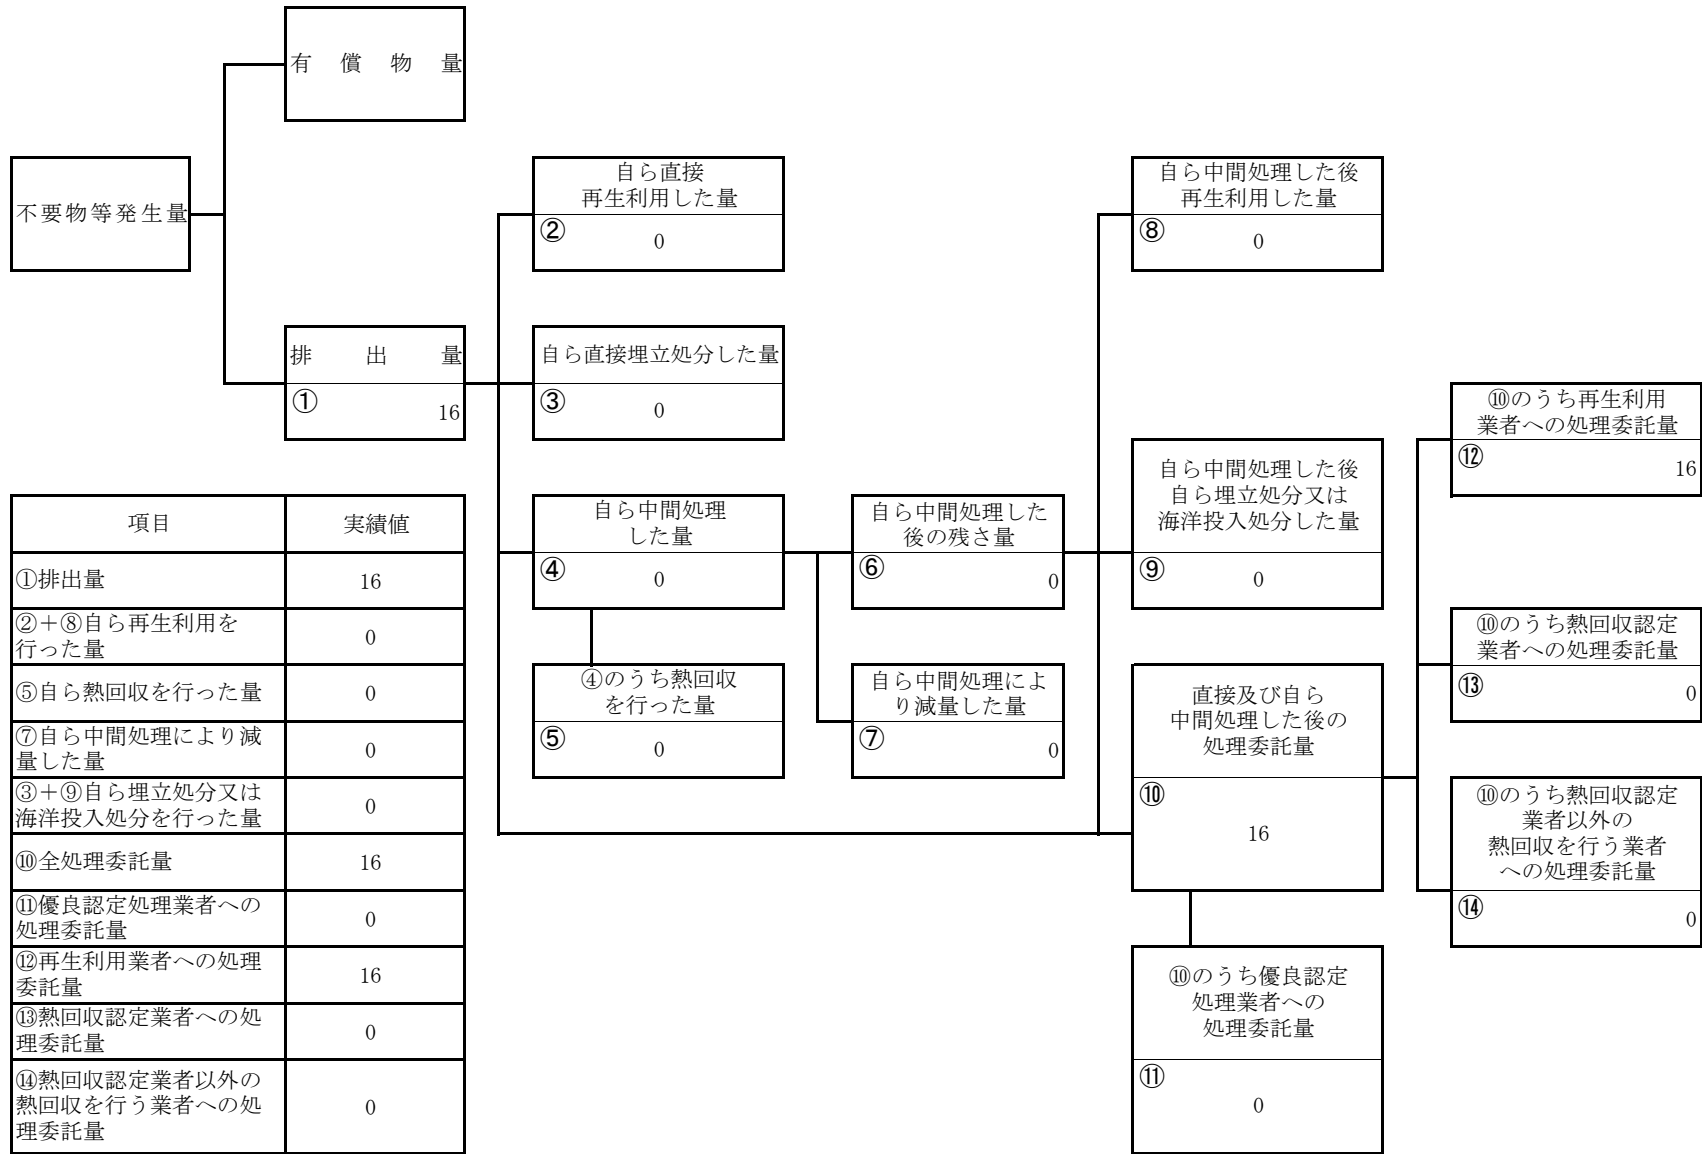 有償物量
不要物等発生量
排出量
①
16
自ら直接
再生利用した量
②
0
自ら直接埋立処分した量
③
0
自ら中間処理
した量
④
0
④のうち熱回収
を行った量
⑤
0
自ら中間処理した
後の残さ量
⑥
0
自ら中間処理によ
り減量した量
⑦
0
自ら中間処理した後
再生利用した量
⑧
0
自ら中間処理した後
自ら埋立処分又は
海洋投入処分した量
⑨
0
直接及び自ら
中間処理した後の
処理委託量
⑩
16
⑩のうち優良認定
処理業者への
処理委託量
⑪
0
⑩のうち再生利用
業者への処理委託量
⑫
16
⑩のうち熱回収認定
業者への処理委託量
⑬
0
⑩のうち熱回収認定
業者以外の
熱回収を行う業者
への処理委託量
⑭
0
項目 実績値
①排出量 16
②+⑧自ら再生利用を
行った量 0
⑤自ら熱回収を行った量 0
⑦自ら中間処理により減
量した量 0
③+⑨自ら埋立処分又は
海洋投入処分を行った量 0
⑩全処理委託量 16
⑪優良認定処理業者への
処理委託量 0
⑫再生利用業者への処理
委託量 16
⑬熱回収認定業者への処
理委託量 0
⑭熱回収認定業者以外の
熱回収を行う業者への処
理委託量 0